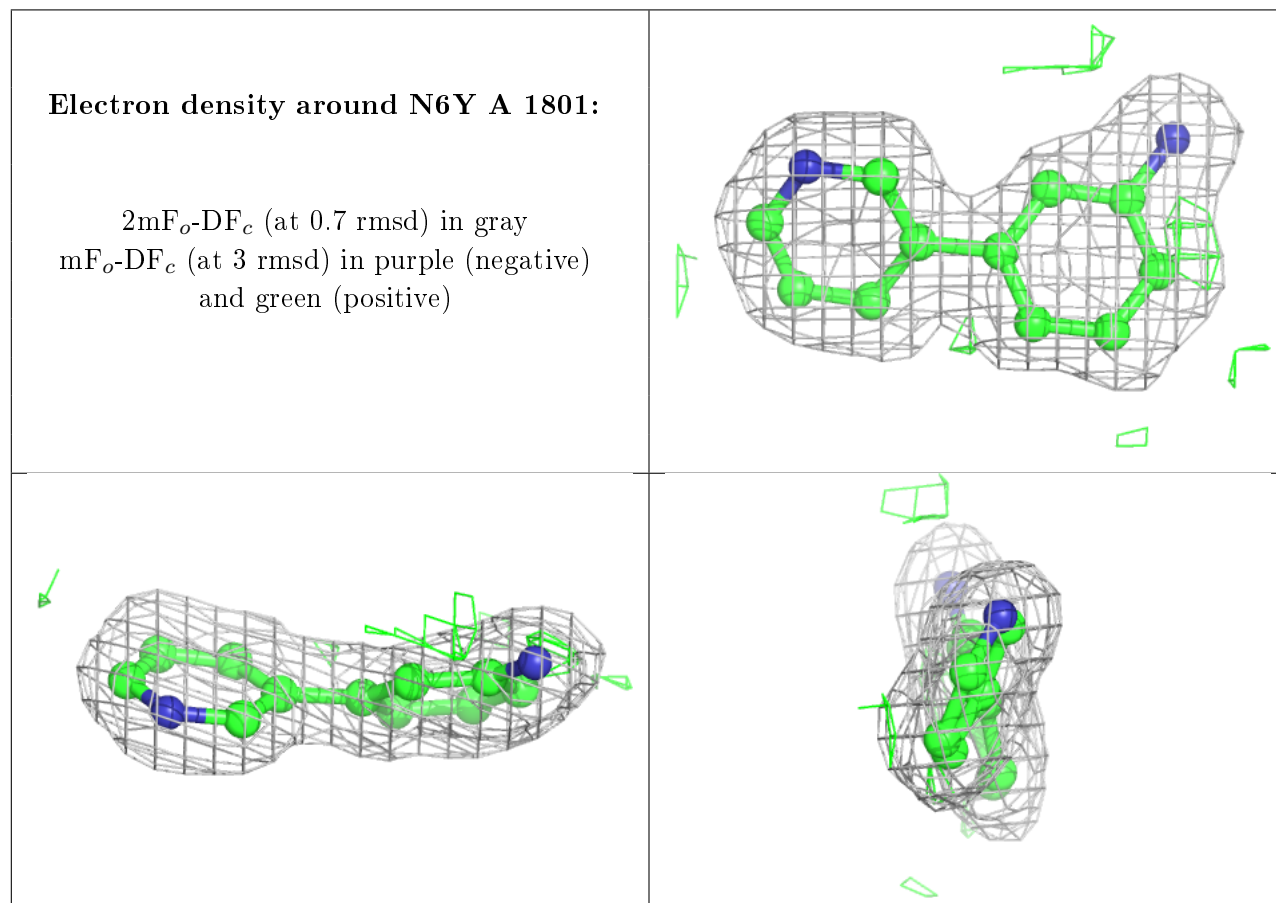 Electron density around N6Y A 1801:
2mFo-DFc (at 0.7 rmsd) in gray
mFo-DFc (at 3 rmsd) in purple (negative)
and green (positive)